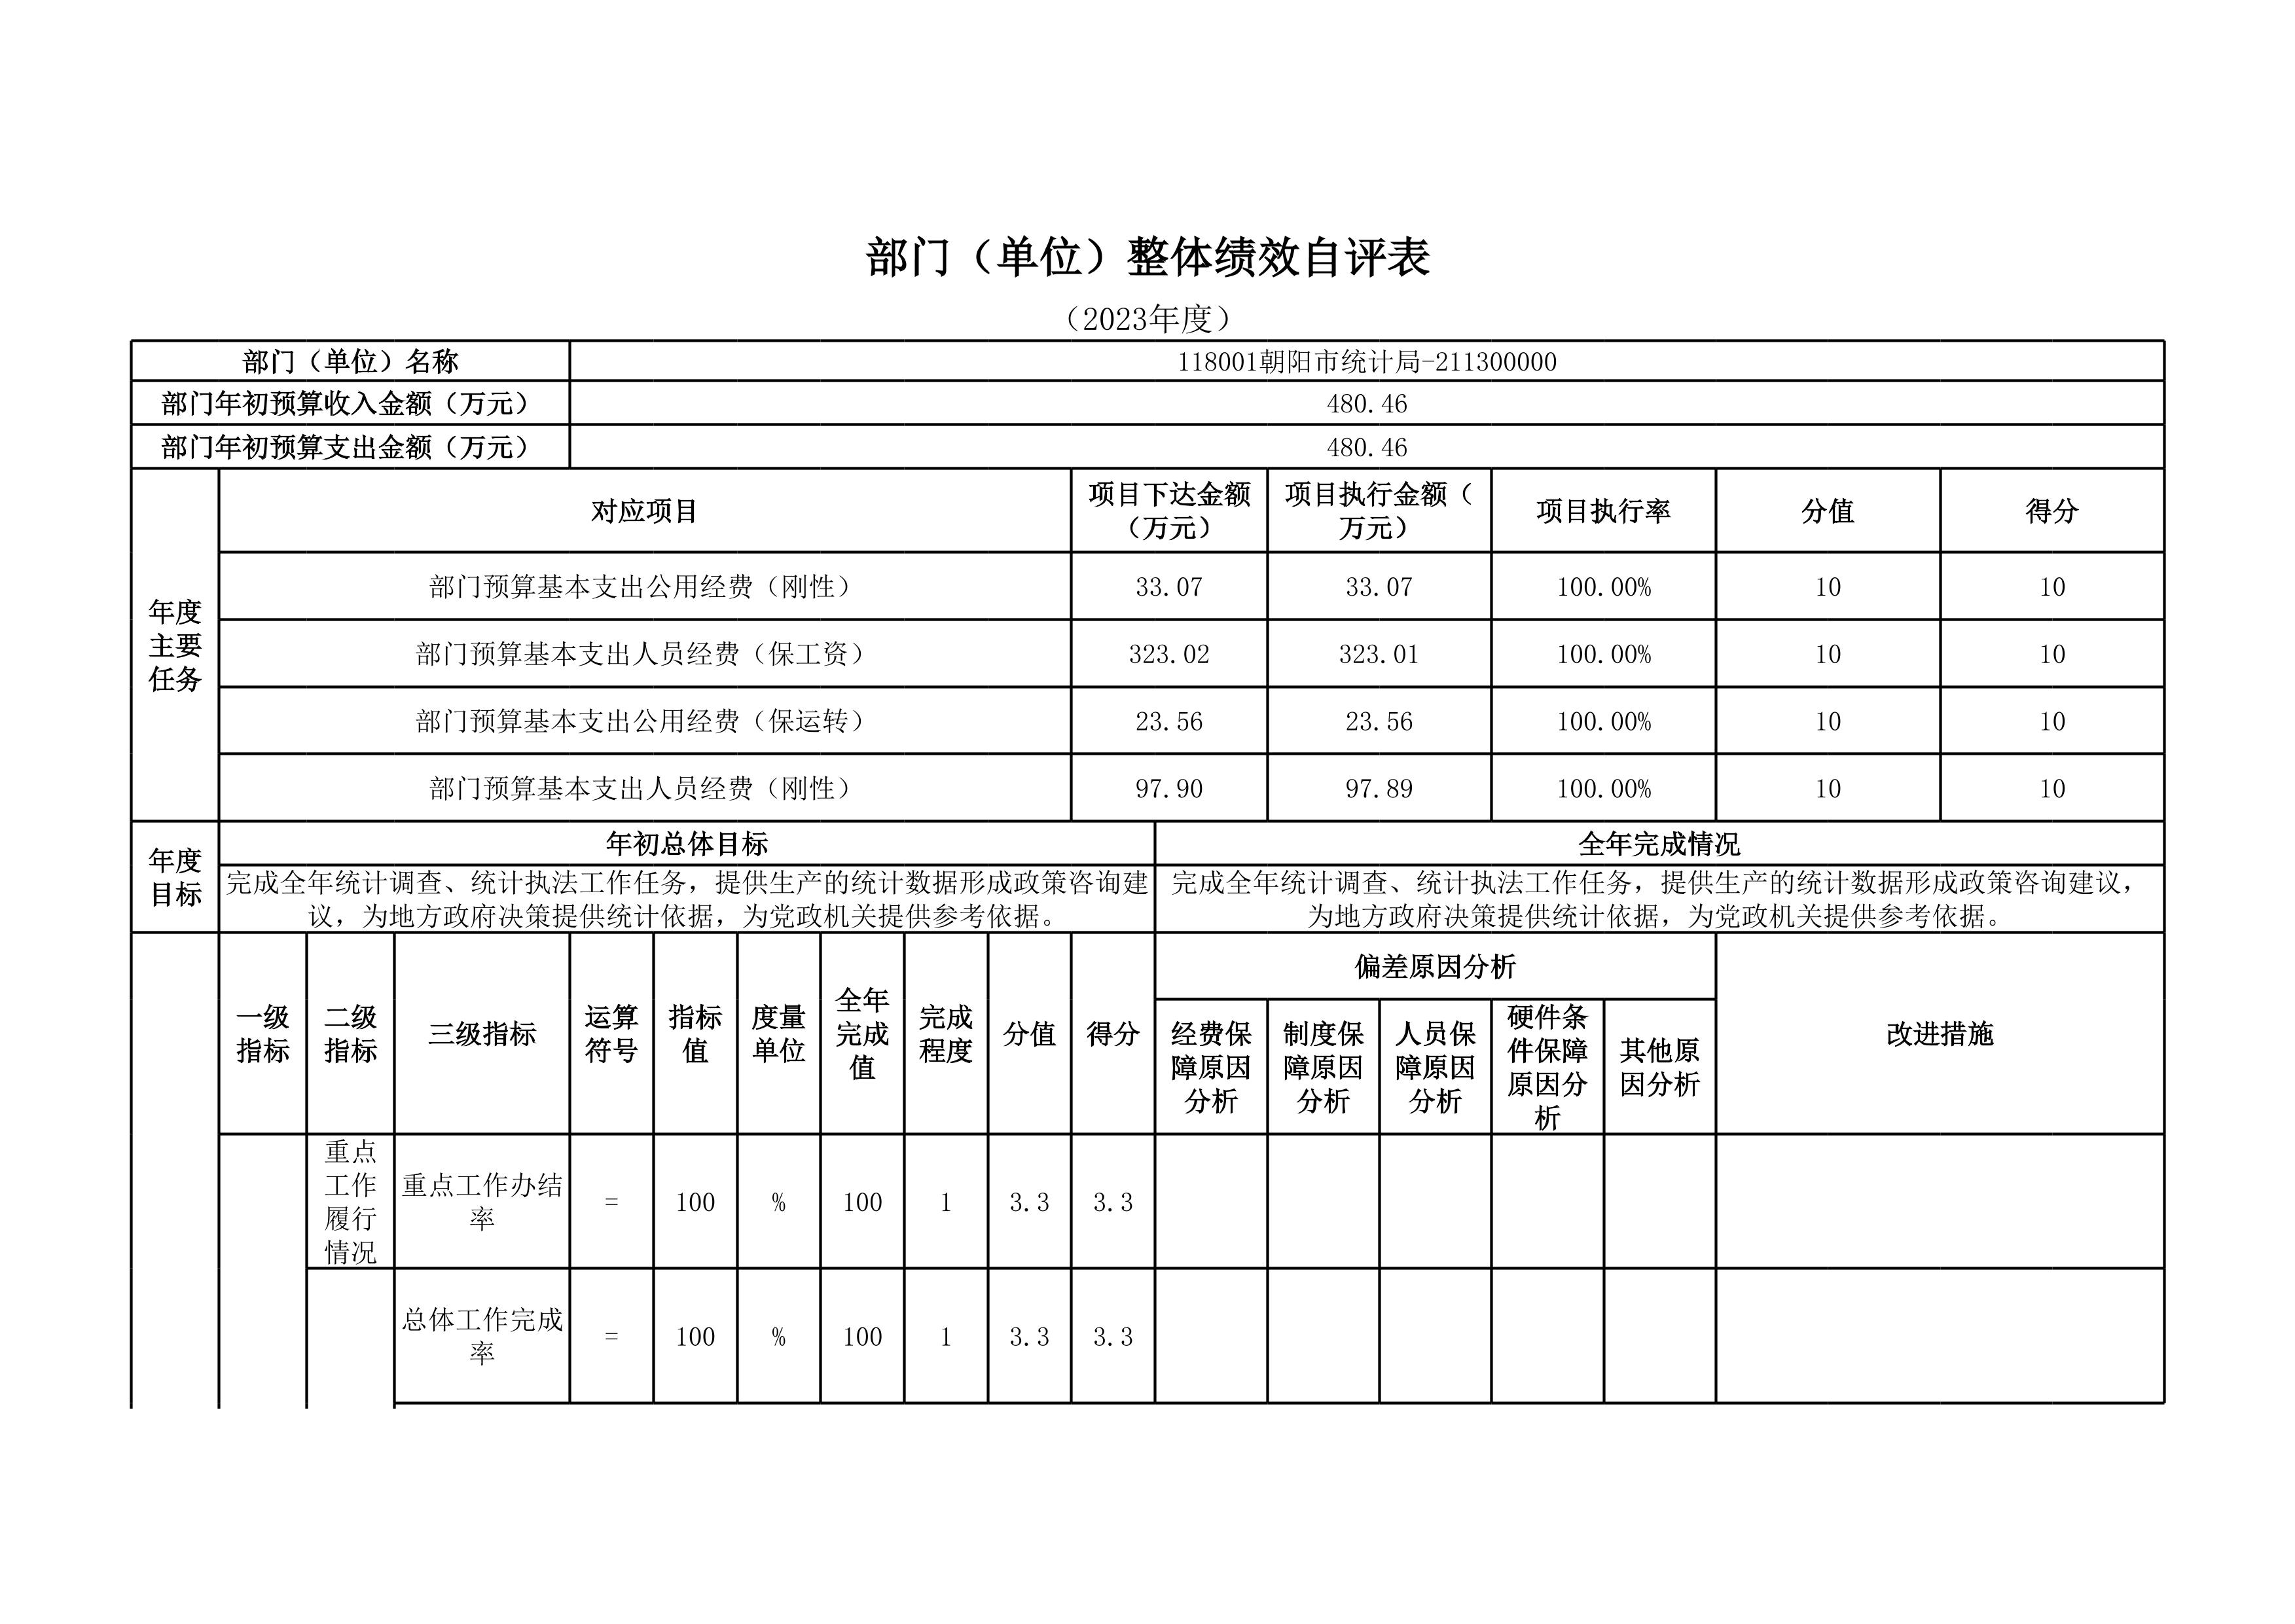 部门（单位）整体绩效自评表
（2023年度）
部门（单位）名称 118001朝阳市统计局-211300000
部门年初预算收入金额（万元） 480.46
部门年初预算支出金额（万元） 480.46
年度
主要
任务
对应项目
项目下达金额
（万元）
项目执行金额（
万元）
项目执行率
分值
得分
部门预算基本支出公用经费（刚性） 33.07 33.07 100.00% 10 10
部门预算基本支出人员经费（保工资） 323.02 323.01 100.00% 10 10
部门预算基本支出公用经费（保运转） 23.56 23.56 100.00% 10 10
部门预算基本支出人员经费（刚性） 97.90 97.89 100.00% 10 10
年度
目标
年初总体目标
全年完成情况
完成全年统计调查、统计执法工作任务，提供生产的统计数据形成政策咨询建
议，为地方政府决策提供统计依据，为党政机关提供参考依据。
完成全年统计调查、统计执法工作任务，提供生产的统计数据形成政策咨询建议，
为地方政府决策提供统计依据，为党政机关提供参考依据。
一级
指标
二级
指标
三级指标
运算
符号
指标
值
度量
单位
全年
完成
值
完成
程度
分值
得分
偏差原因分析
经费保
障原因
分析
制度保
障原因
分析
人员保
障原因
分析
硬件条
件保障
原因分
析
其他原
因分析
改进措施
重点
工作
履行
情况
重点工作办结
率
= 100 % 100 1 3.3 3.3
总体工作完成
率
= 100 % 100 1 3.3 3.3